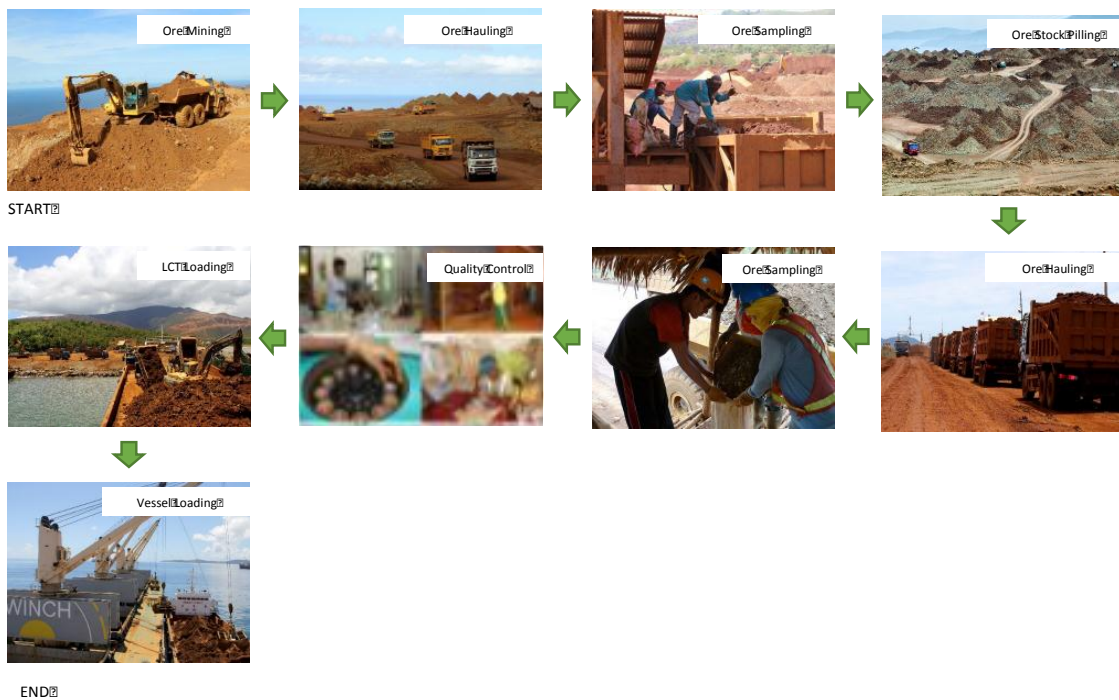 Ore Mining
Ore Hauling
Ore Sampling
Ore Stock Pilling
START
LCT Loading
Quality Control
Ore Sampling
Ore Hauling
Vessel Loading
WINCH
END